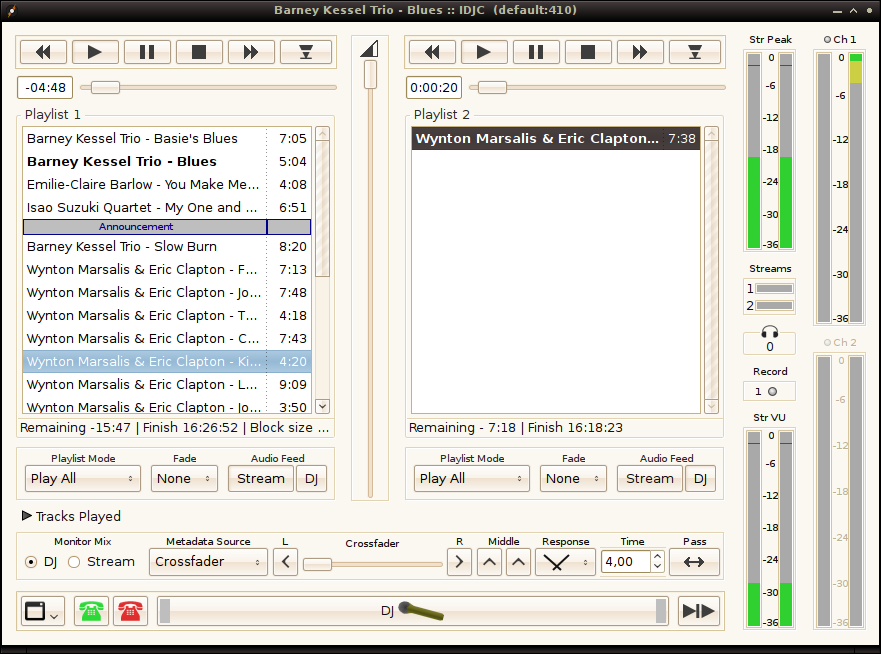 Barney Kessel Trio - Blues :: IDJC (default:410)
-04:48
Playlist 1
Barney Kessel Trio - Basie's Blues 7:05
Barney Kessel Trio - Blues 5:04
Emilie-Claire Barlow - You Make Me... 4:08
Isao Suzuki Quartet - My One and ... 6:51
Announcement
Barney Kessel Trio - Slow Burn 8:20
Wynton Marsalis & Eric Clapton - F... 7:13
Wynton Marsalis & Eric Clapton - Jo... 7:48
Wynton Marsalis & Eric Clapton - T... 4:18
Wynton Marsalis & Eric Clapton - C... 7:43
Wynton Marsalis & Eric Clapton - Ki... 4:20
Wynton Marsalis & Eric Clapton - L... 9:09
Wynton Marsalis & Eric Clapton - Jo... 3:50
Remaining -15:47 | Finish 16:26:52 | Block size ...
Playlist Mode Fade Audio Feed
Play All None Stream DJ
0:00:20
Playlist 2
Wynton Marsalis & Eric Clapton... 7:38
Remaining - 7:18 | Finish 16:18:23
Playlist Mode Fade Audio Feed
Play All None Stream DJ
Tracks Played
Monitor Mix Metadata Source L Crossfader R Middle Response Time Pass
DJ Stream Crossfader 4,00
DJ
Str Peak
0
-6
-12
-18
-24
-30
-36
Streams
1
2
0
Record
1
Str VU
0
-6
-12
-18
-24
-30
-36
Ch 1
0
-6
-12
-18
-24
-30
-36
Ch 2
0
-6
-12
-18
-24
-30
-36